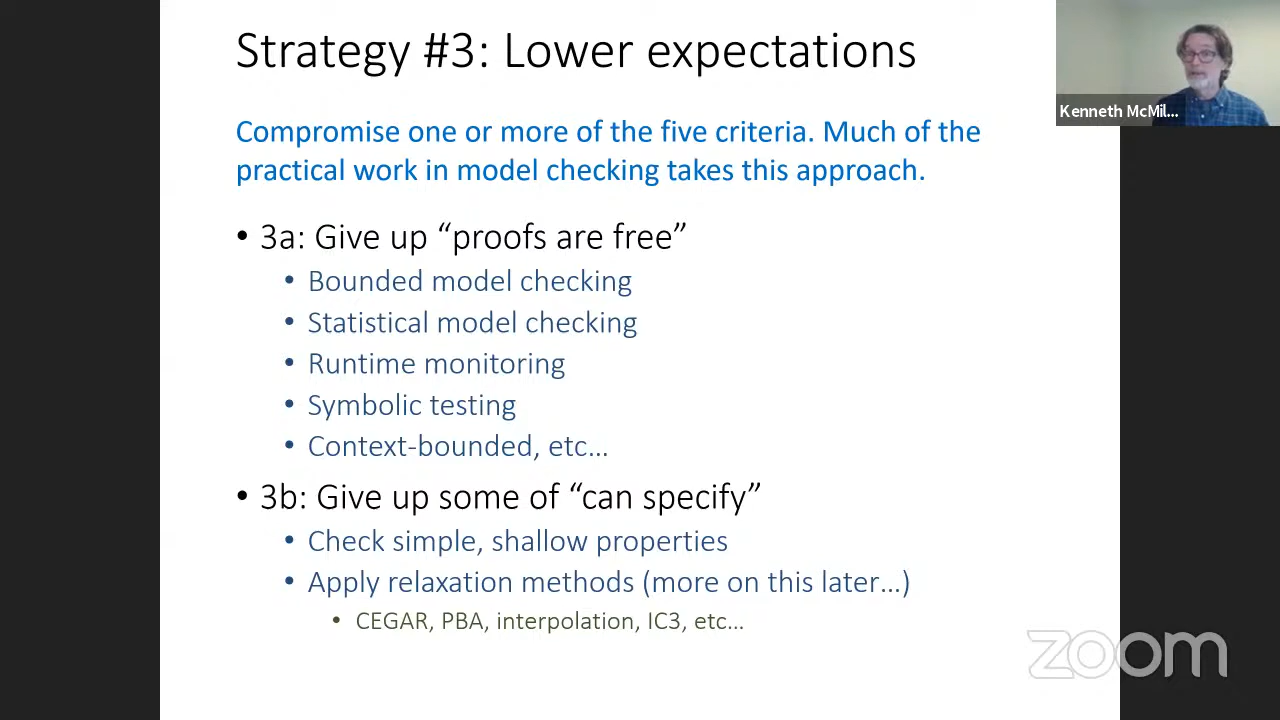 Strategy #3: Lower expectations
Kenneth McMil...
Compromise one or more of the five criteria. Much of the
practical work in model checking takes this approach.
• 3a: Give up “proofs are free”
• Bounded model checking
• Statistical model checking
• Runtime monitoring
• Symbolic testing
• Context-bounded, etc…
• 3b: Give up some of “can specify”
• Check simple, shallow properties
• Apply relaxation methods (more on this later…)
• CEGAR, PBA, interpolation, IC3, etc…
zoom